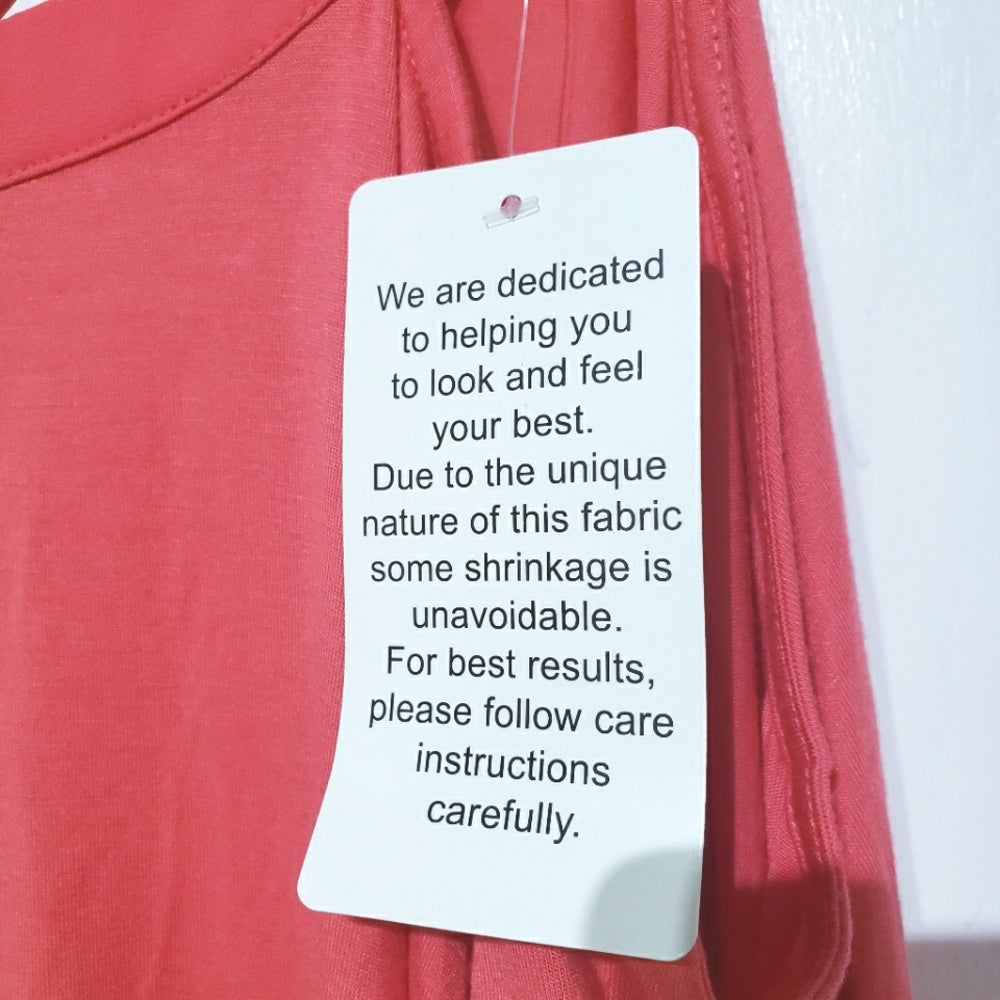 We are dedicated
to helping you
to look and feel
your best.
Due to the unique
nature of this fabric
some shrinkage is
unavoidable.
For best results,
please follow care
instructions
carefully.